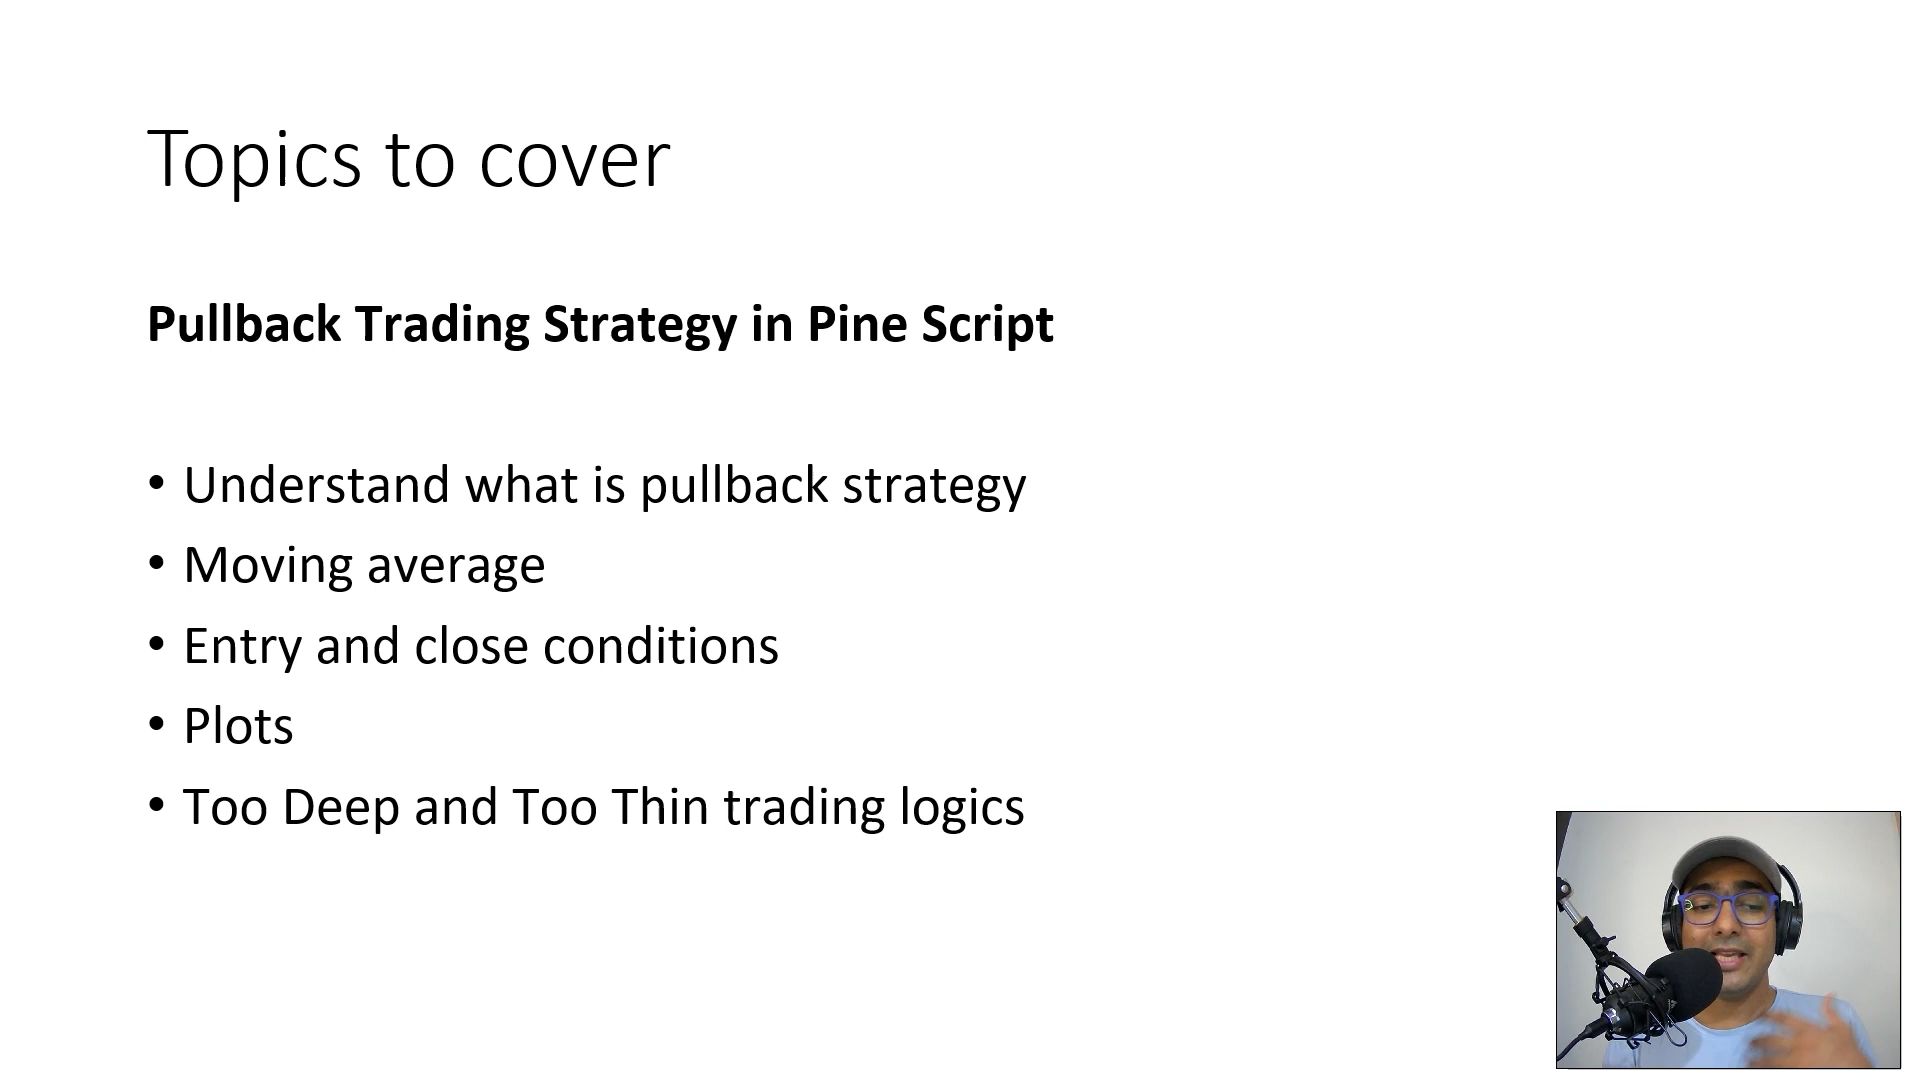 Topics to cover
Pullback Trading Strategy in Pine Script
• Understand what is pullback strategy
• Moving average
• Entry and close conditions
• Plots
• Too Deep and Too Thin trading logics